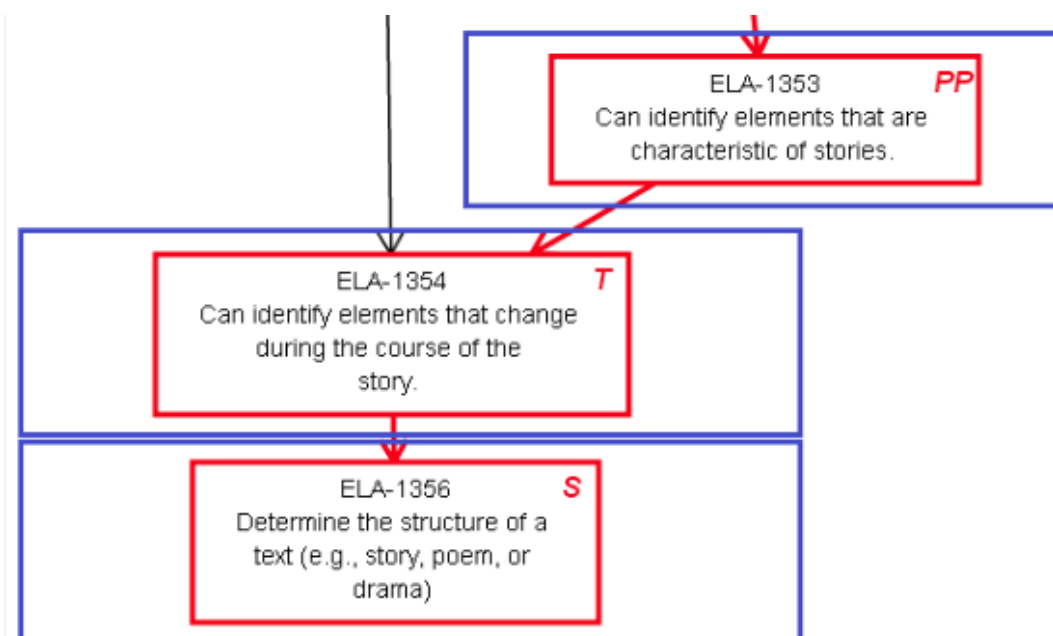 ELA-1353 PP
Can identify elements that are
characteristic of stories.
ELA-1354 T
Can identify elements that change
during the course of the
story.
ELA-1356 S
Determine the structure of a
text (e.g., story, poem, or
drama)